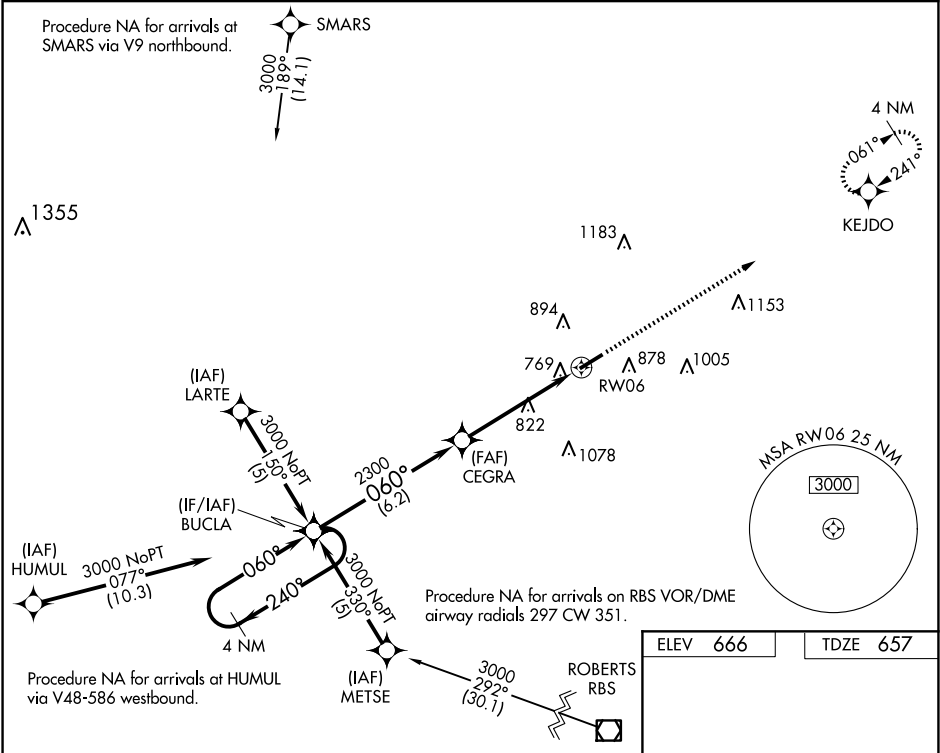 Procedure NA for arrivals at
SMARS via V9 northbound.
SMARS
3000
189°
(14.1)
4 NM
061°
241°
KEJDO
1355
1183
1153
894
769
878
1005
RW06
822
1078
(IAF)
LARTE
3000 NoPT
150°
(5)
(FAF)
CEGRA
2300
060°
(6.2)
MSA RW06 25 NM
3000
(IF/IAF)
BUCLA
(IAF)
HUMUL
3000 NoPT
077°
(10.3)
060°
240°
4 NM
3000 NoPT
330°
(5)
Procedure NA for arrivals on RBS VOR/DME
airway radials 297 CW 351.
(IAF)
METSE
3000
292°
(30.1)
ROBERTS
RBS
Procedure NA for arrivals at HUMUL
via V48-586 westbound.
ELEV 666
TDZE 657